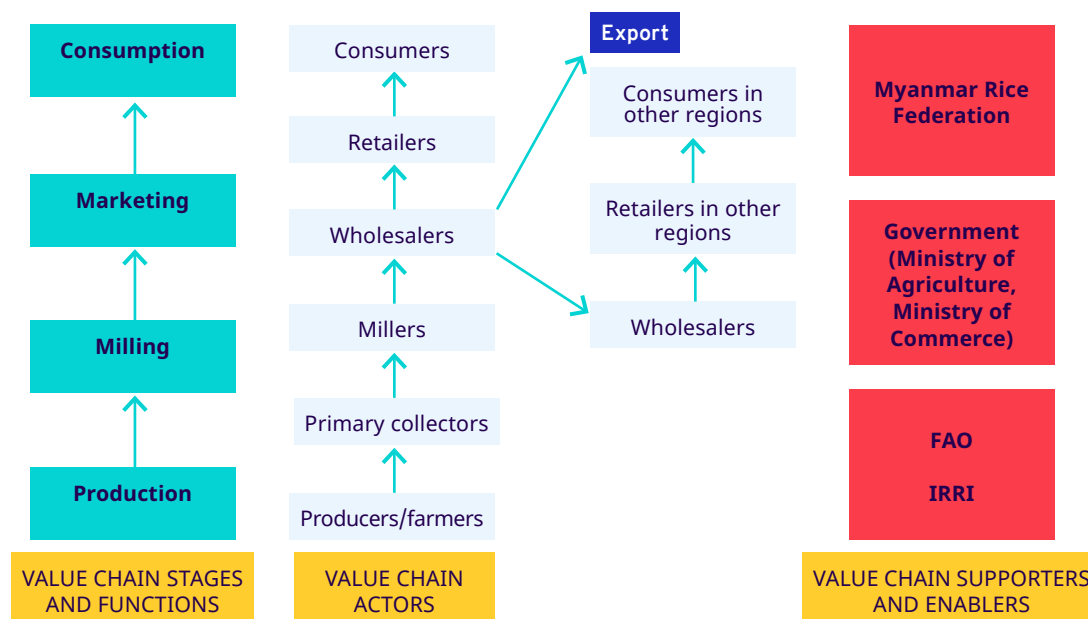 Consumption
Marketing
Milling
Production
VALUE CHAIN STAGES
AND FUNCTIONS
Consumers
Retailers
Wholesalers
Millers
Primary collectors
Producers/farmers
VALUE CHAIN
ACTORS
Export
Consumers in
other regions
Retailers in other
regions
Wholesalers
Myanmar Rice
Federation
Government
(Ministry of
Agriculture,
Ministry of
Commerce)
FAO
IRRI
VALUE CHAIN SUPPORTERS
AND ENABLERS